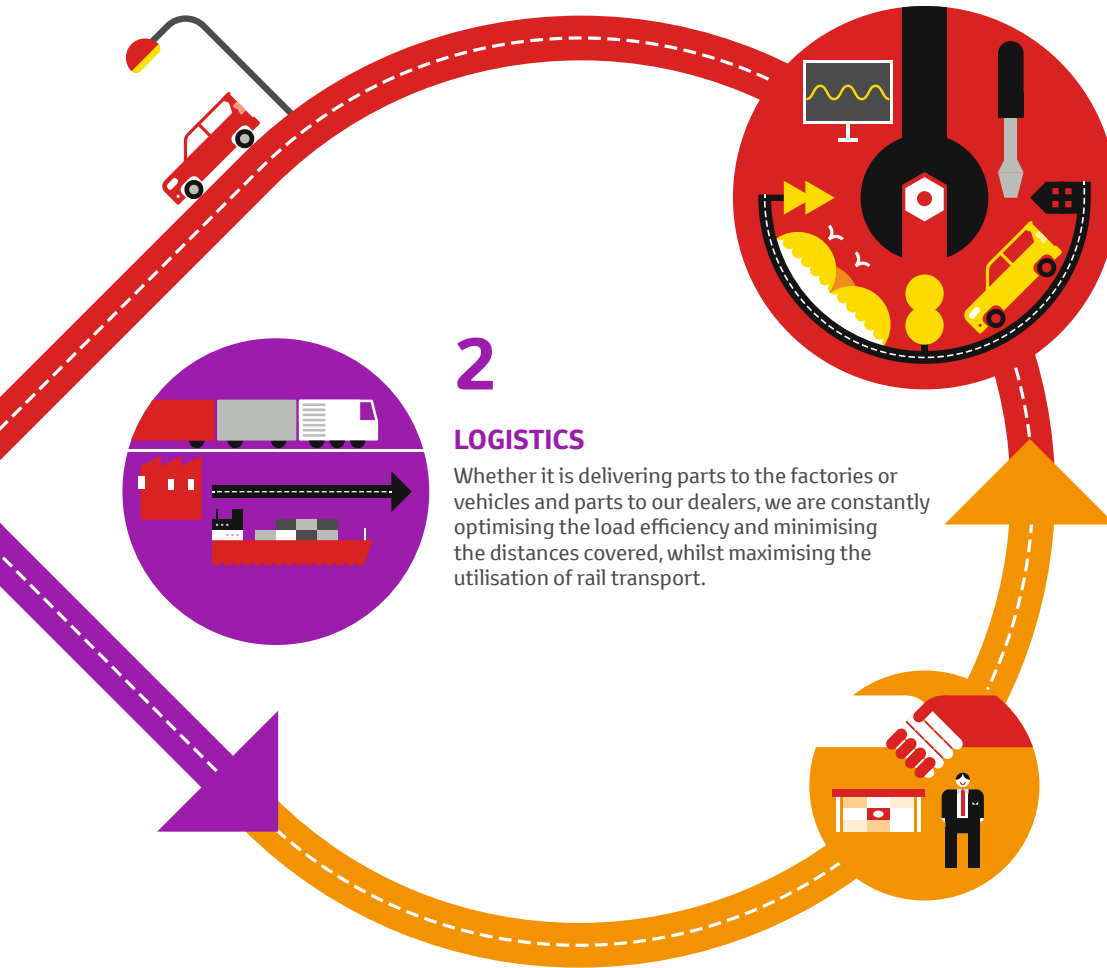 2
LOGISTICS
Whether it is delivering parts to the factories or
vehicles and parts to our dealers, we are constantly
optimising the load efficiency and minimising
the distances covered, whilst maximising the
utilisation of rail transport.